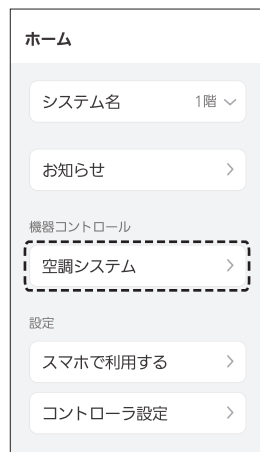 ホーム
システム名 1階
お知らせ
機器コントロール
空調システム
設定
スマホで利用する
コントローラ設定